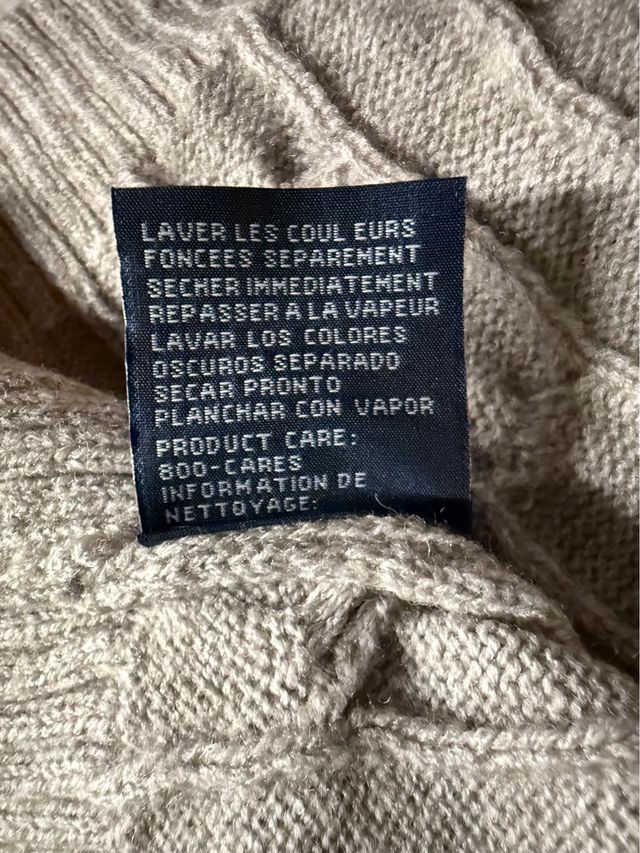 LAVER LES COUL EURS
FONCEES SEPAREMENT
SECHER IMMEDIATEMENT
REPASSER A LA VAPEUR
LAVAR LOS COLORES
OSCUROS SEPARADO
SECAR PRONTO
PLANCHAR CON VAPOR
PRODUCT CARE:
800-CARES
INFORMATION DE
NETTOYAGE: